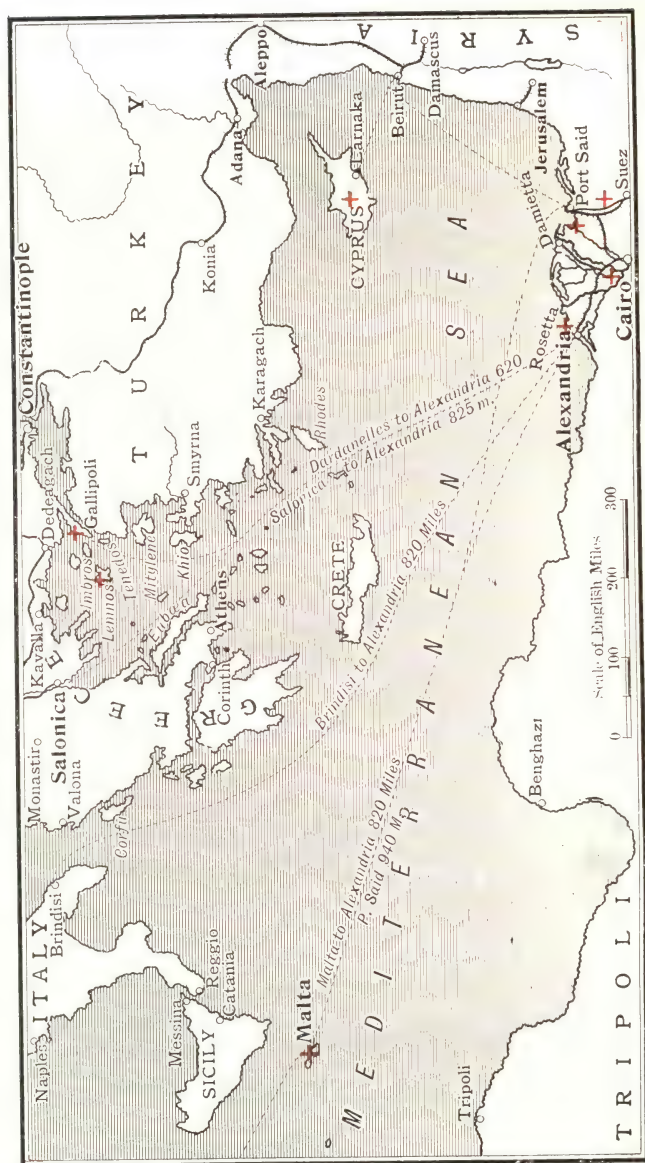 Constantinople
Naples
ITALY
Brindisi
Monastir
Valona
Salonica
Kavalla
Dedeagach
Gallipoli
Imbros
Lemnos
Tenedos
Mitylene
Khio
Eubœa
Smyrna
TURKEY
Konia
Adana
Aleppo
SYRIA
Messina
Reggio
Catania
SICILY
Corfu
GREECE
Corinth
Athens
Karagach
Rhodes
CYPRUS
Larnaka
Beirut
Damascus
Malta
CRETE
Dardanelles to Alexandria 620
Salonica to Alexandria 825 m.
Brindisi to Alexandria 820 Miles
Malta to Alexandria 820 Miles
P. Said 940 M.
MEDITERRANEAN SEA
Jerusalem
Port Said
Damietta
Rosetta
Alexandria
Suez
Cairo
Tripoli
Benghazi
TRIPOLI
0 100 200 300
Scale of English Miles